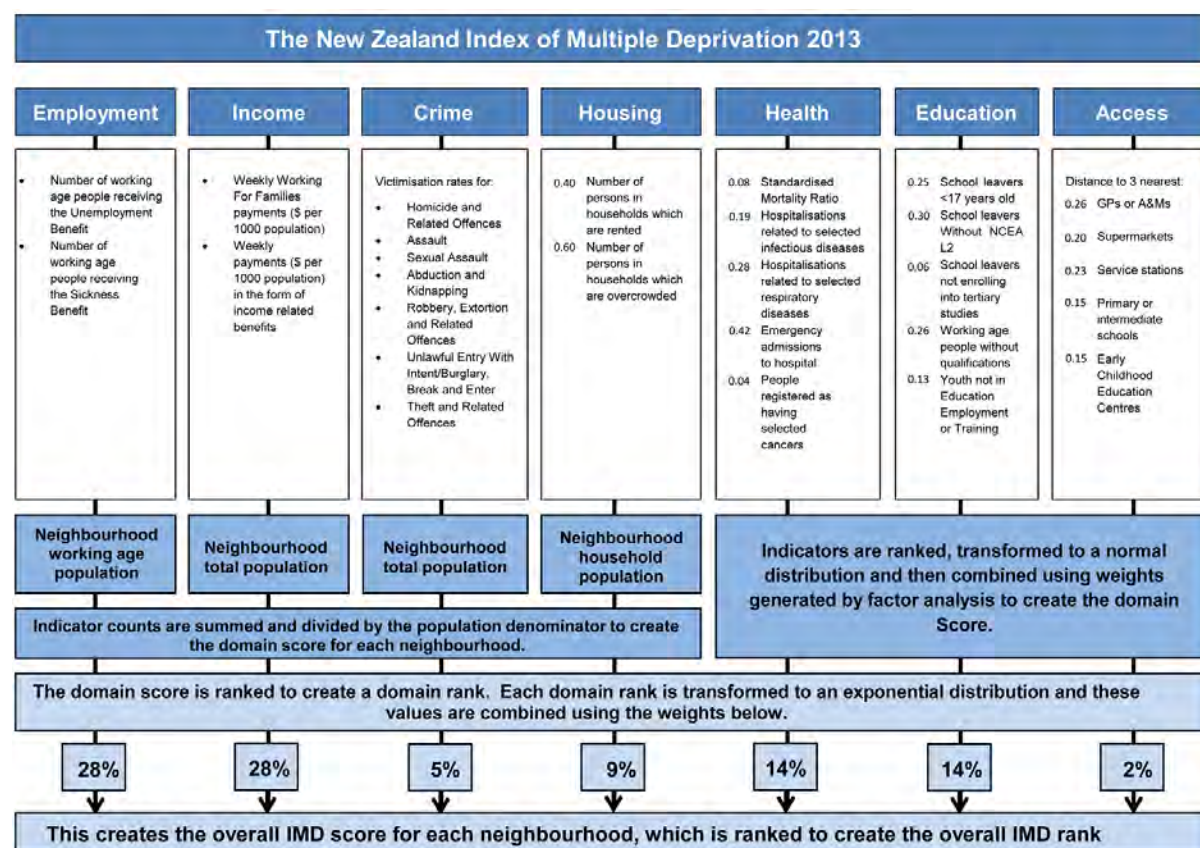 The New Zealand Index of Multiple Deprivation 2013
Employment
Income
Crime
Housing
Health
Education
Access
• Number of working
age people receiving
the Unemployment
Benefit
• Number of
working age
people receiving
the Sickness
Benefit
• Weekly Working
For Families
payments ($ per
1000 population)
• Weekly
payments ($ per
1000 population)
in the form of
income related
benefits
Victimisation rates for:
• Homicide and
Related Offences
• Assault
• Sexual Assault
• Abduction and
Kidnapping
• Robbery, Extortion
and Related
Offences
• Unlawful Entry With
Intent/Burglary,
Break and Enter
• Theft and Related
Offences
0.40 Number of
persons in
households which
are rented
0.60 Number of
persons in
households which
are overcrowded
0.08 Standardised
Mortality Ratio
0.19 Hospitalisations
related to selected
infectious diseases
0.28 Hospitalisations
related to selected
respiratory
diseases
0.42 Emergency
admissions
to hospital
0.04 People
registered as
having
selected
cancers
0.25 School leavers
<17 years old
0.30 School leavers
Without NCEA
L2
0.06 School leavers
not enrolling
into tertiary
studies
0.26 Working age
people without
qualifications
0.13 Youth not in
Education
Employment
or Training
Distance to 3 nearest:
0.26 GPs or A&Ms
0.20 Supermarkets
0.23 Service stations
0.15 Primary or
intermediate
schools
0.15 Early
Childhood
Education
Centres
Neighbourhood
working age
population
Neighbourhood
total population
Neighbourhood
total population
Neighbourhood
household
population
Indicators are ranked, transformed to a normal
distribution and then combined using weights
generated by factor analysis to create the domain
Score.
Indicator counts are summed and divided by the population denominator to create
the domain score for each neighbourhood.
The domain score is ranked to create a domain rank. Each domain rank is transformed to an exponential distribution and these
values are combined using the weights below.
28%
28%
5%
9%
14%
14%
2%
This creates the overall IMD score for each neighbourhood, which is ranked to create the overall IMD rank